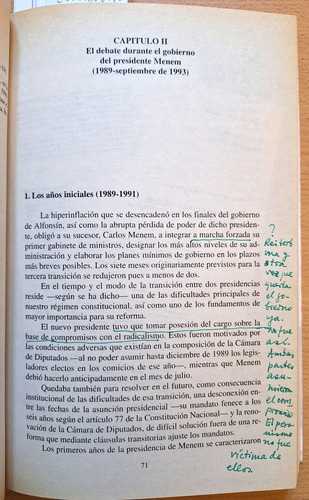 CAPITULO II
El debate durante el gobierno
del presidente Menem
(1989-septiembre de 1993)
1. Los años iniciales (1989-1991)
La hiperinflación que se desencadenó en los finales del gobierno
de Alfonsín, así como la abrupta pérdida de poder de dicho presiden-
te, obligó a su sucesor, Carlos Menem, a integrar a marcha forzada su
primer gabinete de ministros, designar los más altos niveles de su ad-
ministración y elaborar los planes mínimos de gobierno en los plazos
más breves posibles. Los siete meses originariamente previstos para la
tercera transición se redujeron pues a menos de dos.
En el tiempo y el modo de la transición entre dos presidencias
reside —según se ha dicho— una de las dificultades principales de
nuestro régimen constitucional, así como uno de los fundamentos de
mayor importancia para su reforma.
El nuevo presidente tuvo que tomar posesión del cargo sobre la
base de compromisos con el radicalismo. Estos fueron motivados por
las condiciones adversas que existían en la composición de la Cámara
de Diputados —al no poder asumir hasta diciembre de 1989 los legis-
ladores electos en los comicios de ese año—, mientras que Menem
debió hacerlo anticipadamente en el mes de julio.
Quedaba también para resolver en el futuro, como consecuencia
institucional de las dificultades de esa transición, una desconexión en-
tre las fechas de la asunción presidencial —su mandato fenece a los
seis años según el artículo 77 de la Constitución Nacional— y la reno-
vación de la Cámara de Diputados, de difícil solución fuera de una re-
forma que mediante cláusulas transitorias ajuste los mandatos.
Los primeros años de la presidencia de Menem se caracterizaron
71
?
y
otra
vez que
queda
el go-
bierno
ya.
fue
así.
Ambas
partes
asu-
mieron
el com-
promiso
El pero-
nismo
no fue
víctima de
ellos